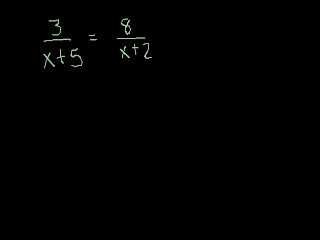 3/(x+5) = 8/(x+2)